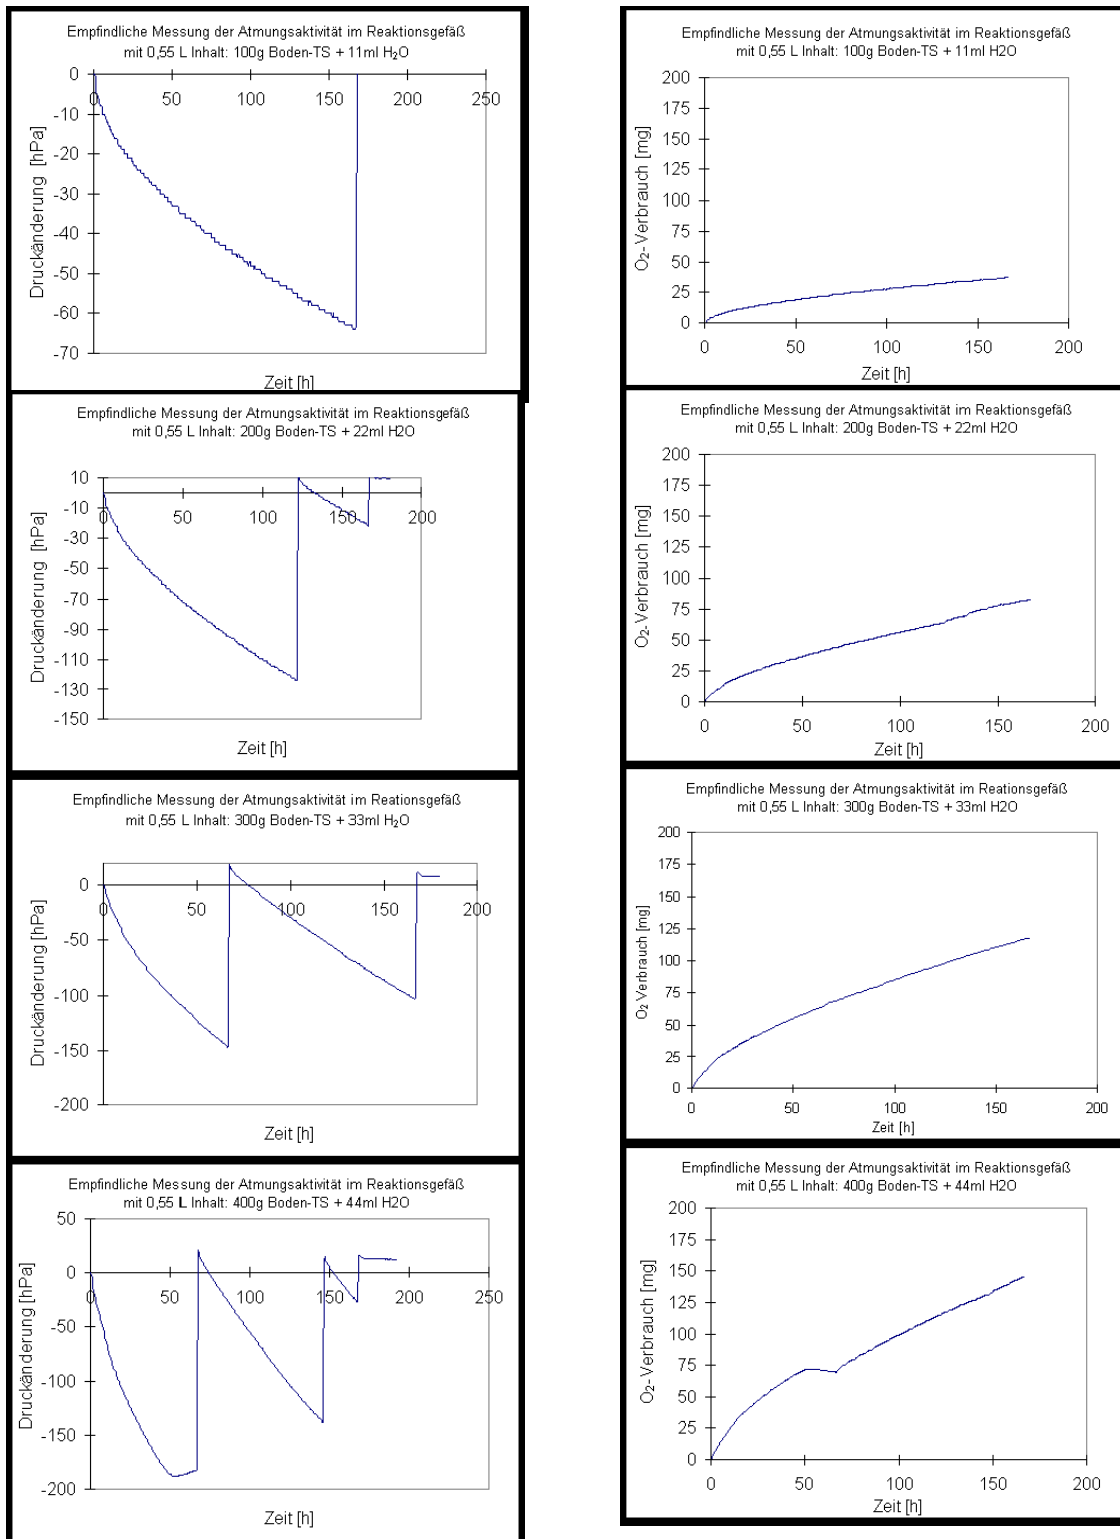 Empfindliche Messung der Atmungsaktivität im Reaktionsgefäß
mit 0,55 L Inhalt: 100g Boden-TS + 11ml H₂O
0
-10
-20
-30
-40
-50
-60
-70
0 50 100 150 200 250
Druckänderung [hPa]
Zeit [h]
Empfindliche Messung der Atmungsaktivität im Reaktionsgefäß
mit 0,55 L Inhalt: 100g Boden-TS + 11ml H2O
200
175
150
125
100
75
50
25
0
0 50 100 150 200
O₂- Verbrauch [mg]
Zeit [h]
Empfindliche Messung der Atmungsaktivität im Reaktionsgefäß
mit 0,55 L Inhalt: 200g Boden-TS + 22ml H2O
10
-10
-30
-50
-70
-90
-110
-130
-150
0 50 100 150 200
Druckänderung [hPa]
Zeit [h]
Empfindliche Messung der Atmungsaktivität im Reaktionsgefäß
mit 0,55 L Inhalt: 200g Boden-TS + 22ml H2O
200
175
150
125
100
75
50
25
0
0 50 100 150 200
O₂- Verbrauch [mg]
Zeit [h]
Empfindliche Messung der Atmungsaktivität im Reationsgefäß
mit 0,55 L Inhalt: 300g Boden-TS + 33ml H₂O
0
-50
-100
-150
-200
0 50 100 150 200
Druckänderung [hPa]
Zeit [h]
Empfindliche Messung der Atmungsaktivität im Reaktionsgefäß
mit 0,55 L Inhalt: 300g Boden-TS + 33ml H2O
200
175
150
125
100
75
50
25
0
0 50 100 150 200
O₂ Verbrauch [mg]
Zeit [h]
Empfindliche Messung der Atmungsaktivität im Reaktionsgefäß
mit 0,55 L Inhalt: 400g Boden-TS + 44ml H2O
50
0
-50
-100
-150
-200
0 50 100 150 200 250
Druckänderung [hPa]
Zeit [h]
Empfindliche Messung der Atmungsaktivität im Reaktionsgefäß
mit 0,55 L Inhalt: 400g Boden-TS + 44ml H2O
200
175
150
125
100
75
50
25
0
0 50 100 150 200
O₂- Verbrauch [mg]
Zeit [h]